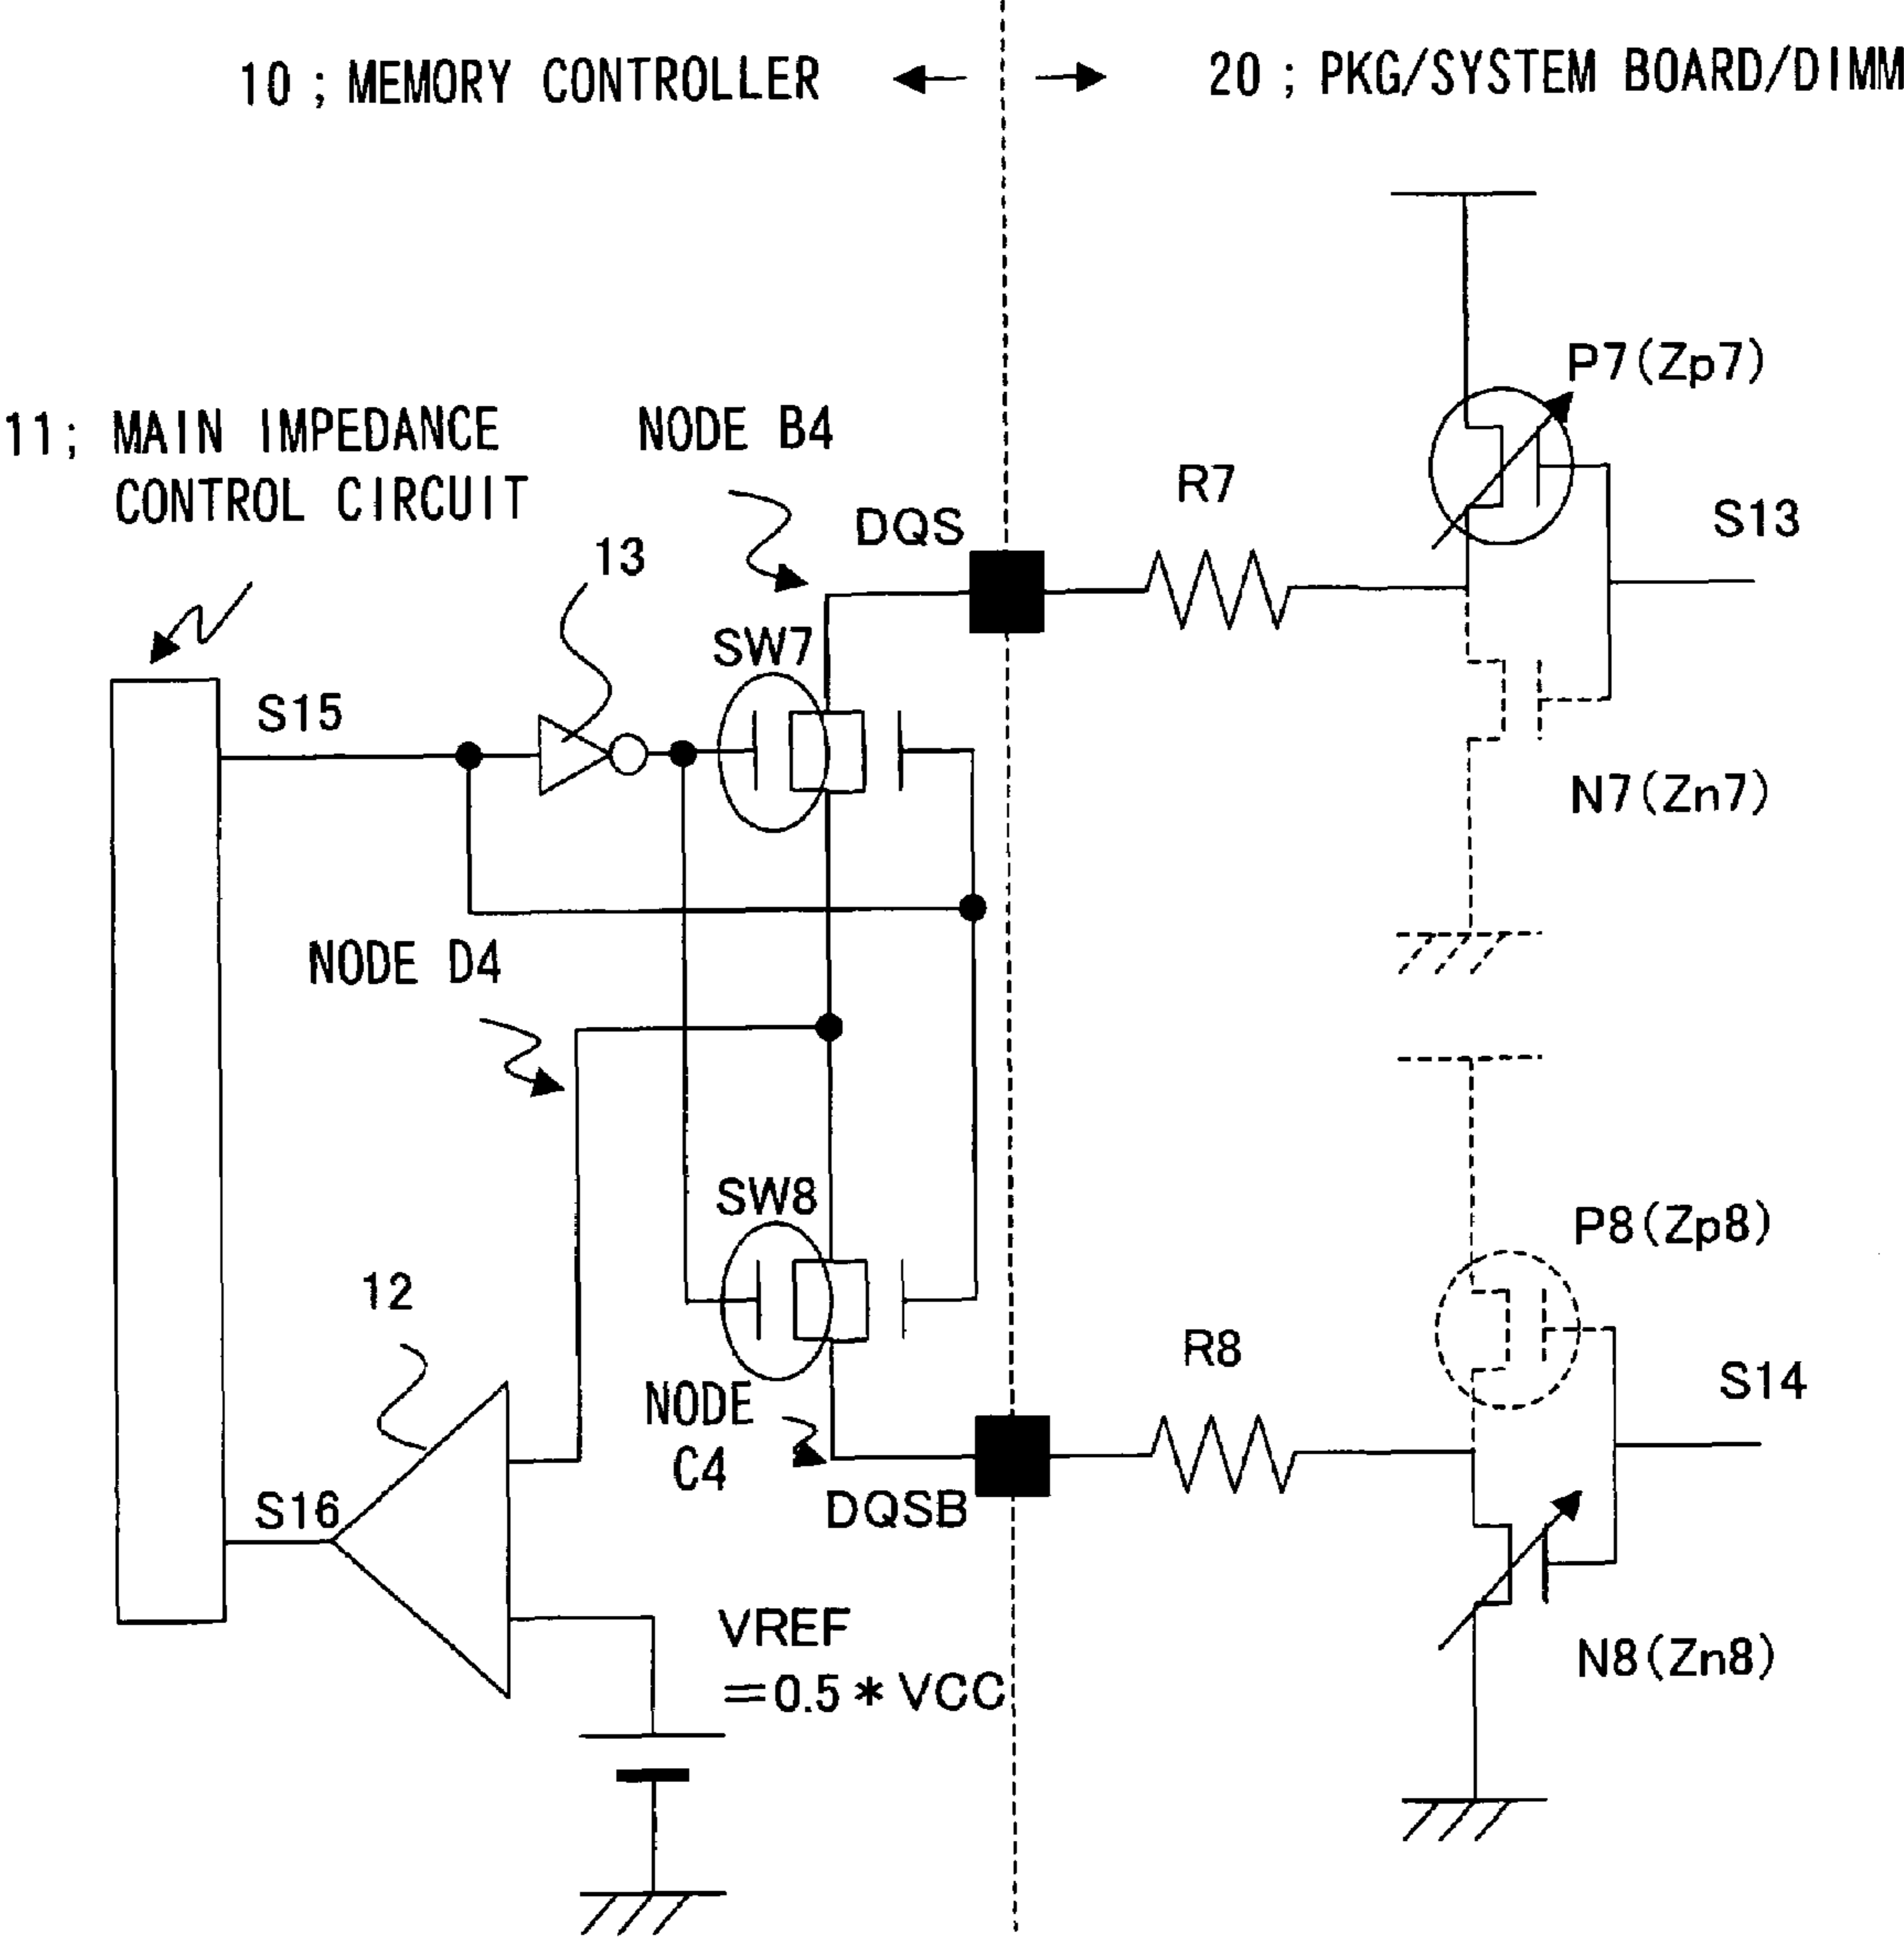 10 ; MEMORY CONTROLLER
20 ; PKG/SYSTEM BOARD/DIMM
P7(Zp7)
11; MAIN IMPEDANCE
CONTROL CIRCUIT
NODE B4
R7
DQS
S13
13
SW7
S15
N7(Zn7)
NODE D4
SW8
P8(Zp8)
12
R8
S14
NODE
C4
S16
DQSB
VREF
=0.5*VCC
N8(Zn8)